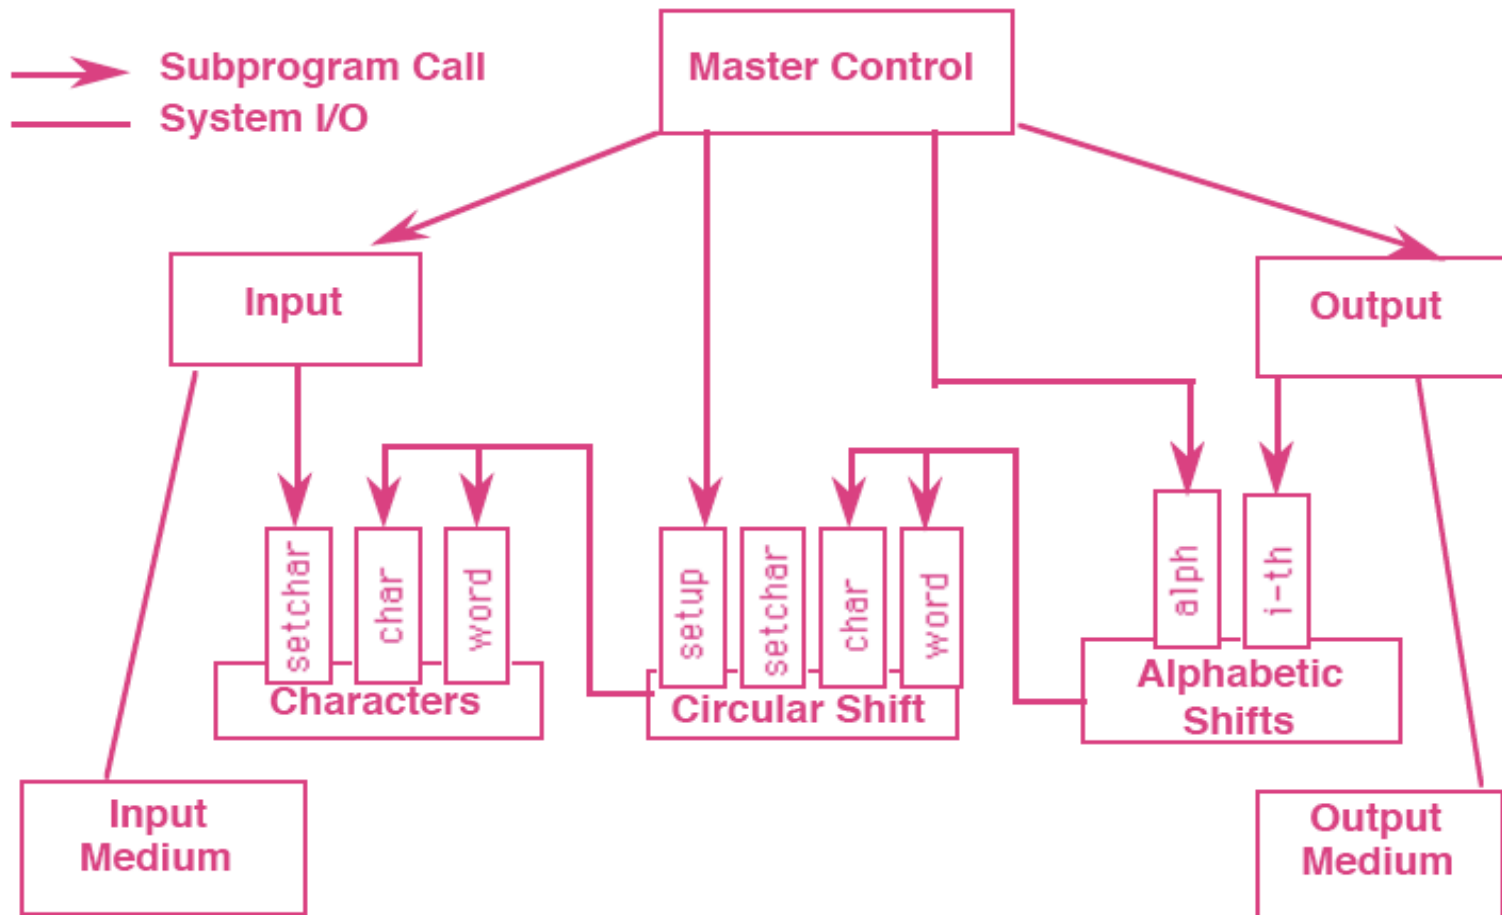 Subprogram Call
System I/O
Master Control
Input
Output
setchar
char
word
Characters
setup
setchar
char
word
Circular Shift
alph
i-th
Alphabetic
Shifts
Input
Medium
Output
Medium